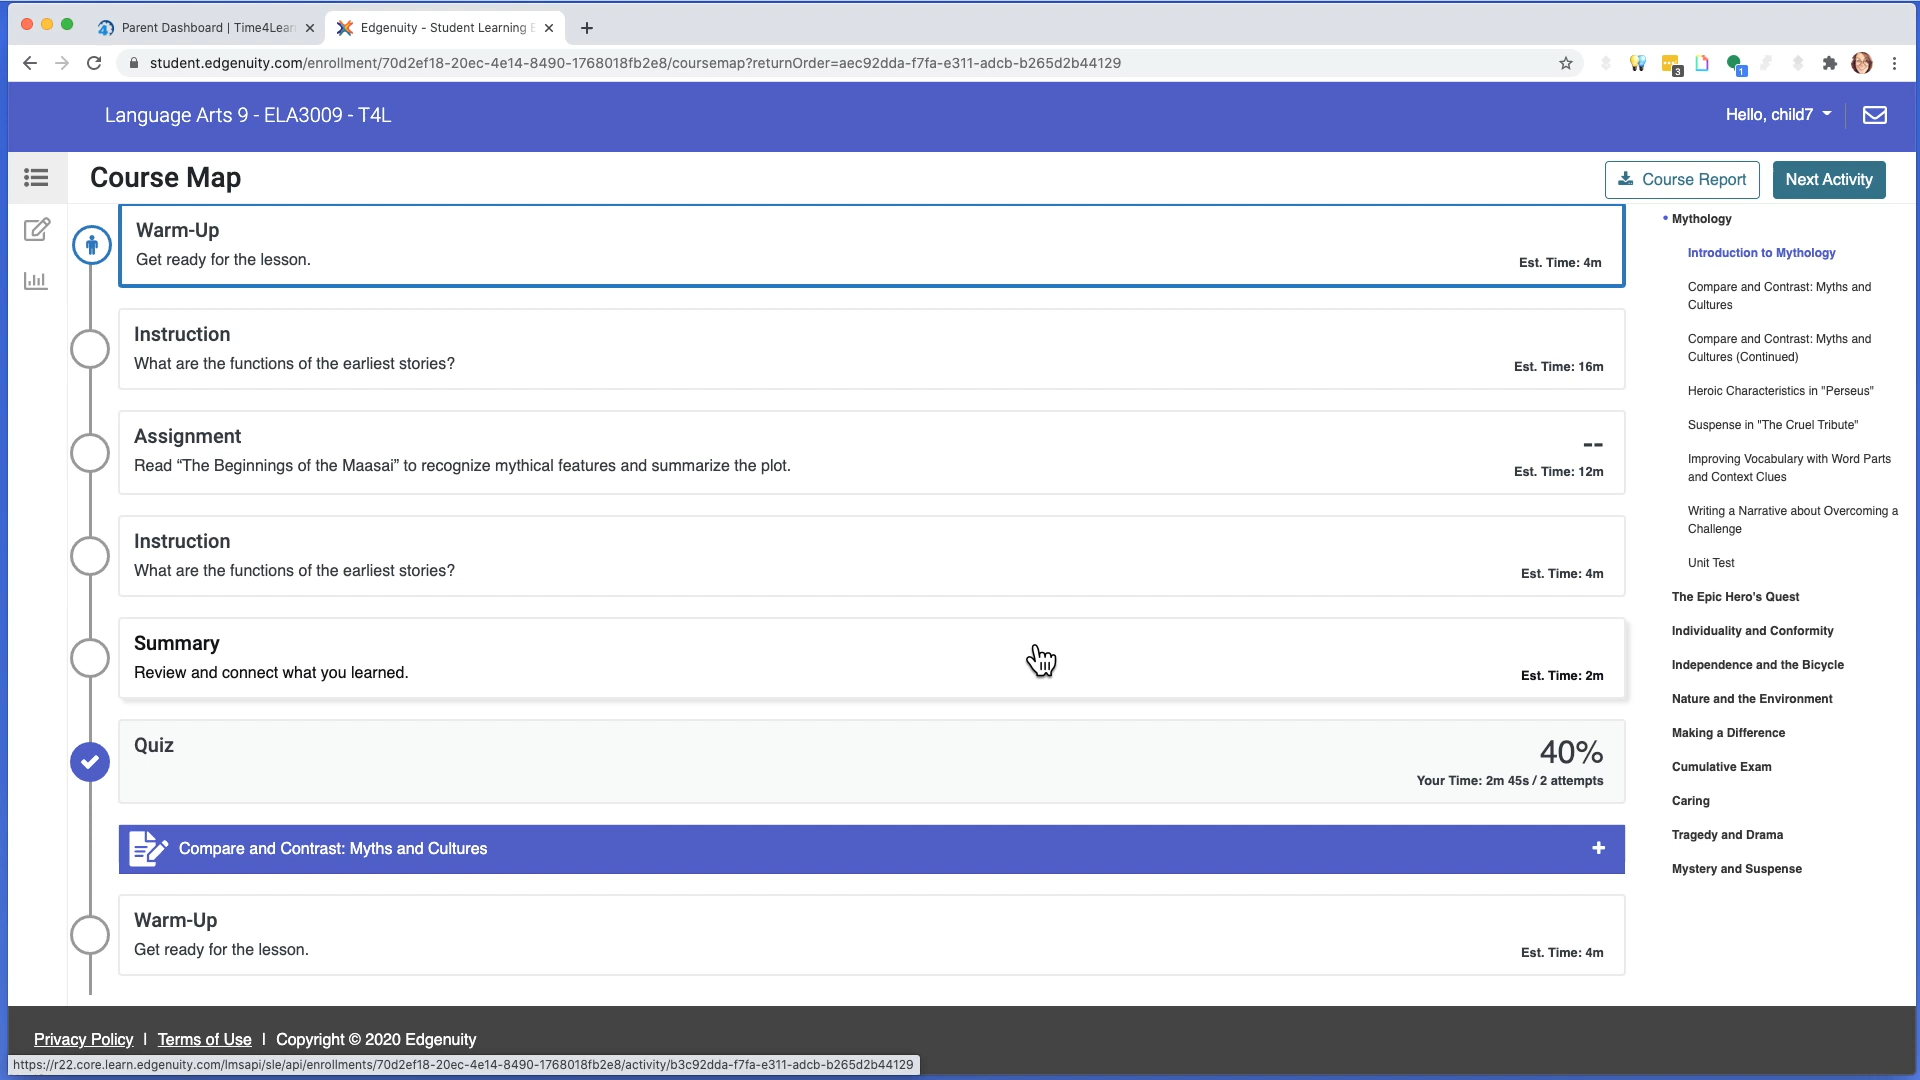 Parent Dashboard | Time4Lear
Edgenuity - Student Learning E
student.edgenuity.com/enrollment/70d2ef18-20ec-4e14-8490-1768018fb2e8/coursemap?returnOrder=aec92dda-f7fa-e311-adcb-b265d2b44129
3
1
Language Arts 9 - ELA3009 - T4L
Hello, child7
Course Map
Course Report
Next Activity
Warm-Up
Get ready for the lesson.
Est. Time: 4m
Instruction
What are the functions of the earliest stories?
Est. Time: 16m
Assignment
--
Read “The Beginnings of the Maasai” to recognize mythical features and summarize the plot.
Est. Time: 12m
Instruction
What are the functions of the earliest stories?
Est. Time: 4m
Summary
Review and connect what you learned.
Est. Time: 2m
Quiz
40%
Your Time: 2m 45s / 2 attempts
Compare and Contrast: Myths and Cultures
+
Warm-Up
Get ready for the lesson.
Est. Time: 4m
• Mythology
Introduction to Mythology
Compare and Contrast: Myths and
Cultures
Compare and Contrast: Myths and
Cultures (Continued)
Heroic Characteristics in "Perseus"
Suspense in "The Cruel Tribute"
Improving Vocabulary with Word Parts
and Context Clues
Writing a Narrative about Overcoming a
Challenge
Unit Test
The Epic Hero's Quest
Individuality and Conformity
Independence and the Bicycle
Nature and the Environment
Making a Difference
Cumulative Exam
Caring
Tragedy and Drama
Mystery and Suspense
Privacy Policy | Terms of Use | Copyright © 2020 Edgenuity
https://r22.core.learn.edgenuity.com/lmsapi/sle/api/enrollments/70d2ef18-20ec-4e14-8490-1768018fb2e8/activity/b3c92dda-f7fa-e311-adcb-b265d2b44129